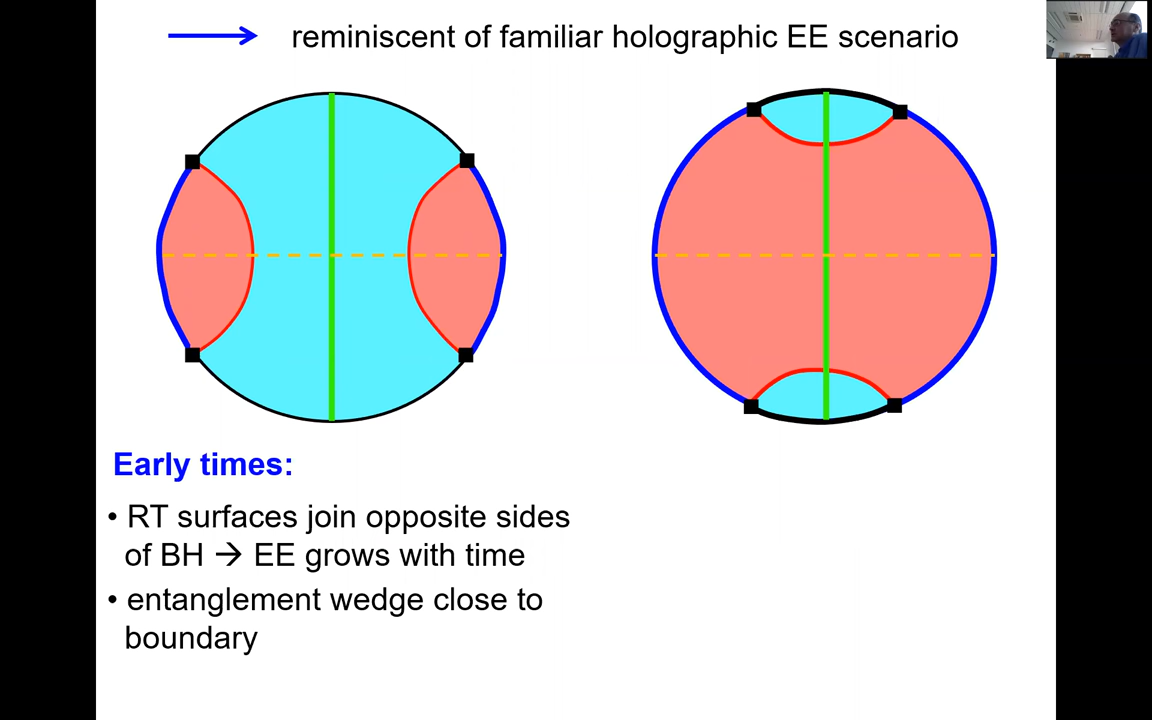 reminiscent of familiar holographic EE scenario
Early times:
• RT surfaces join opposite sides
of BH → EE grows with time
• entanglement wedge close to
boundary